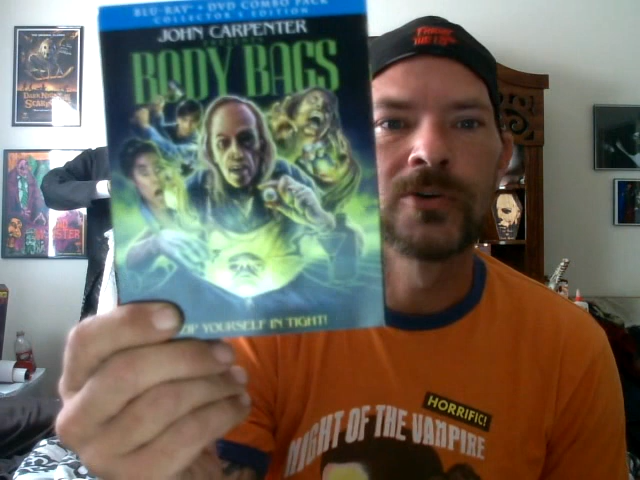 BLU-RAY • DVD COMBO PACK
COLLECTOR'S EDITION
JOHN CARPENTER
PRESENTS
BODY BAGS
ZIP YOURSELF IN TIGHT!
HORRIFIC!
NIGHT OF THE VAMPIRE